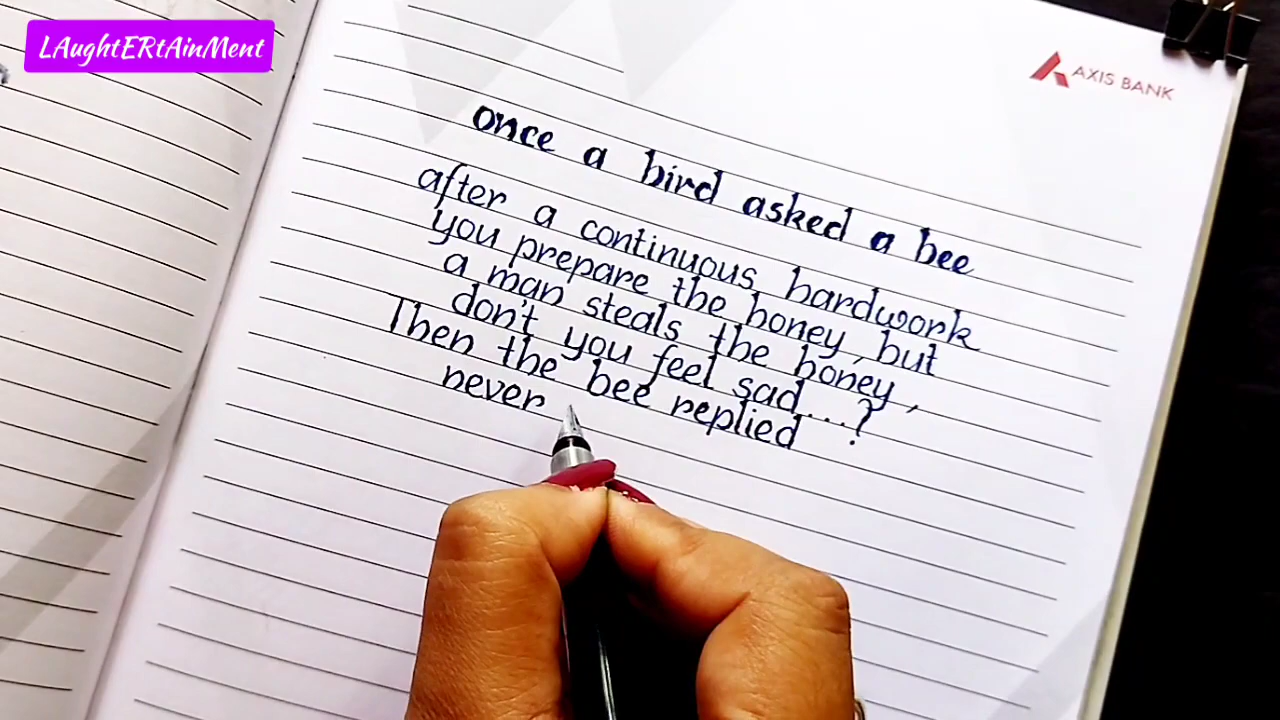 LAughtERtAinMent
AXIS BANK
once a bird asked a bee
after a continuous hardwork
you prepare the honey, but
a man steals the honey,
don't you feel sad...?
Then the bee replied
never